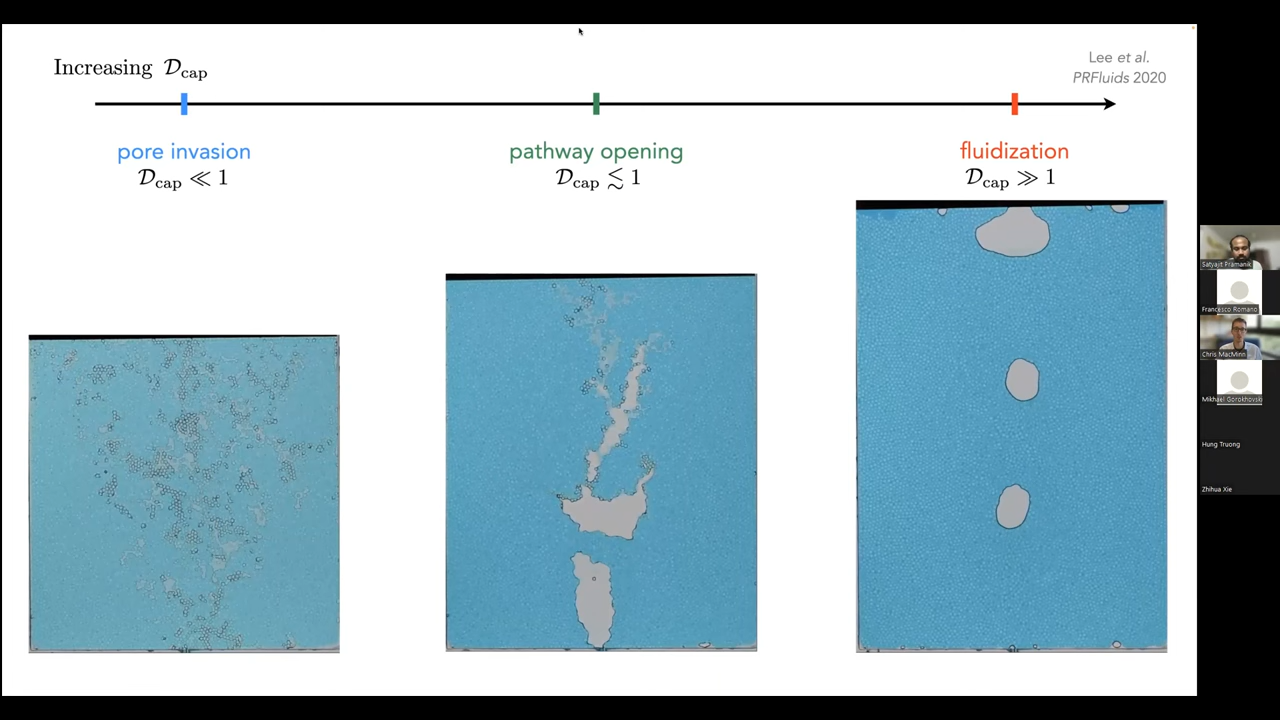 Increasing 𝒟cap
Lee et al.
PRFluids 2020
pore invasion
𝒟cap ≪ 1
pathway opening
𝒟cap ≲ 1
fluidization
𝒟cap ≫ 1
Satyajit Pramanik
Francesco Romano
Chris MacMinn
Mikhael Gorokhovski
Hung Truong
Zhihua Xie